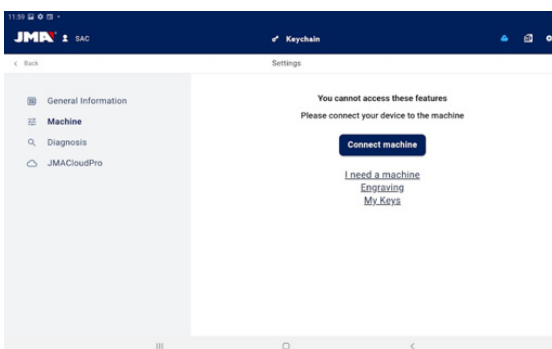 11:59
JMA SAC
Keychain
Back
Settings
General Information
Machine
Diagnosis
JMACloudPro
You cannot access these features
Please connect your device to the machine
Connect machine
I need a machine
Engraving
My Keys